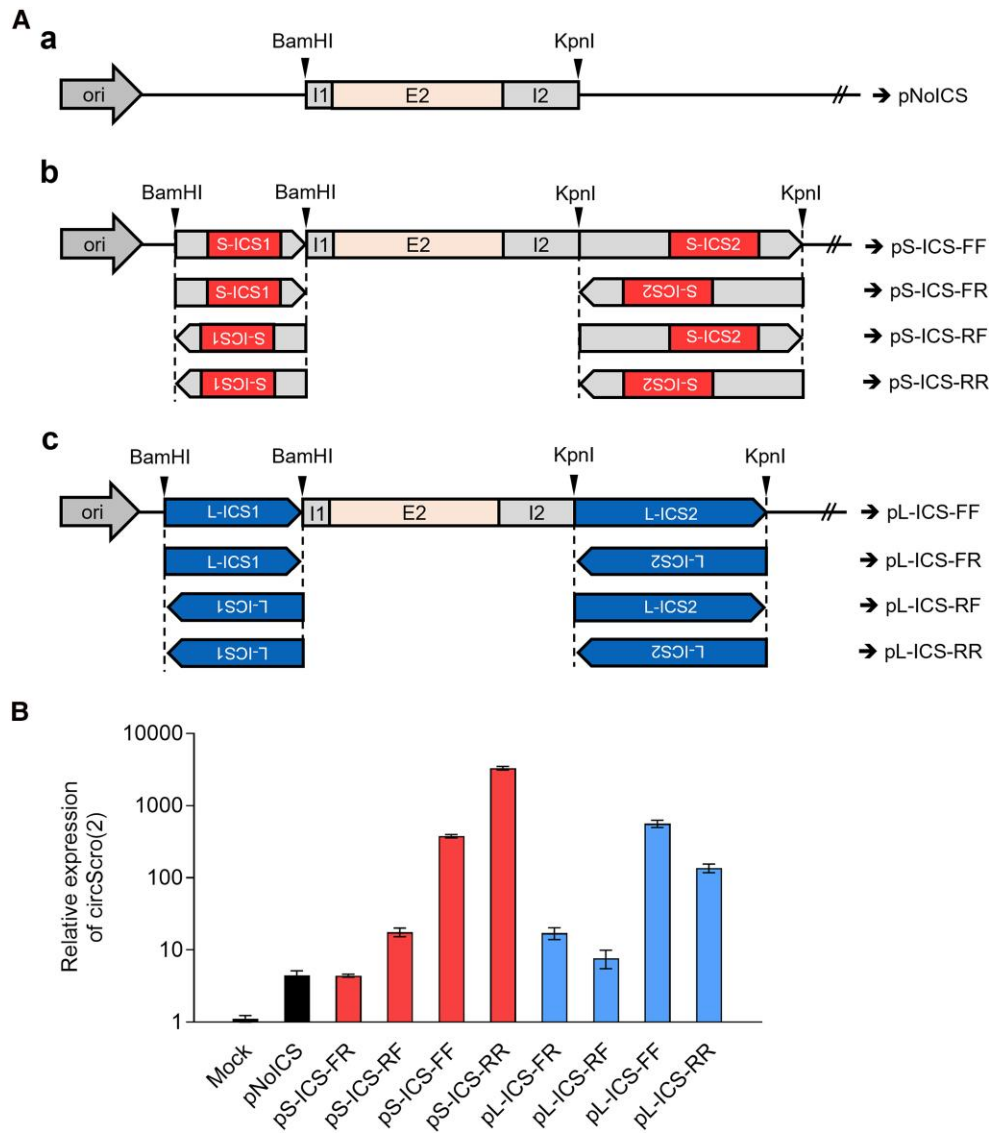 A
a
BamHI KpnI
ori I1 E2 I2 ➔ pNoICS
b
BamHI BamHI KpnI KpnI
ori S-ICS1 I1 E2 I2 S-ICS2 ➔ pS-ICS-FF
S-ICS1 S-ICS2 ➔ pS-ICS-FR
S-ICS1 S-ICS2 ➔ pS-ICS-RF
S-ICS1 S-ICS2 ➔ pS-ICS-RR
c
BamHI BamHI KpnI KpnI
ori L-ICS1 I1 E2 I2 L-ICS2 ➔ pL-ICS-FF
L-ICS1 L-ICS2 ➔ pL-ICS-FR
L-ICS1 L-ICS2 ➔ pL-ICS-RF
L-ICS1 L-ICS2 ➔ pL-ICS-RR
B
Relative expression
of circScro(2)
10000
1000
100
10
1
Mock
pNoICS
pS-ICS-FR
pS-ICS-RF
pS-ICS-FF
pS-ICS-RR
pL-ICS-FR
pL-ICS-RF
pL-ICS-FF
pL-ICS-RR